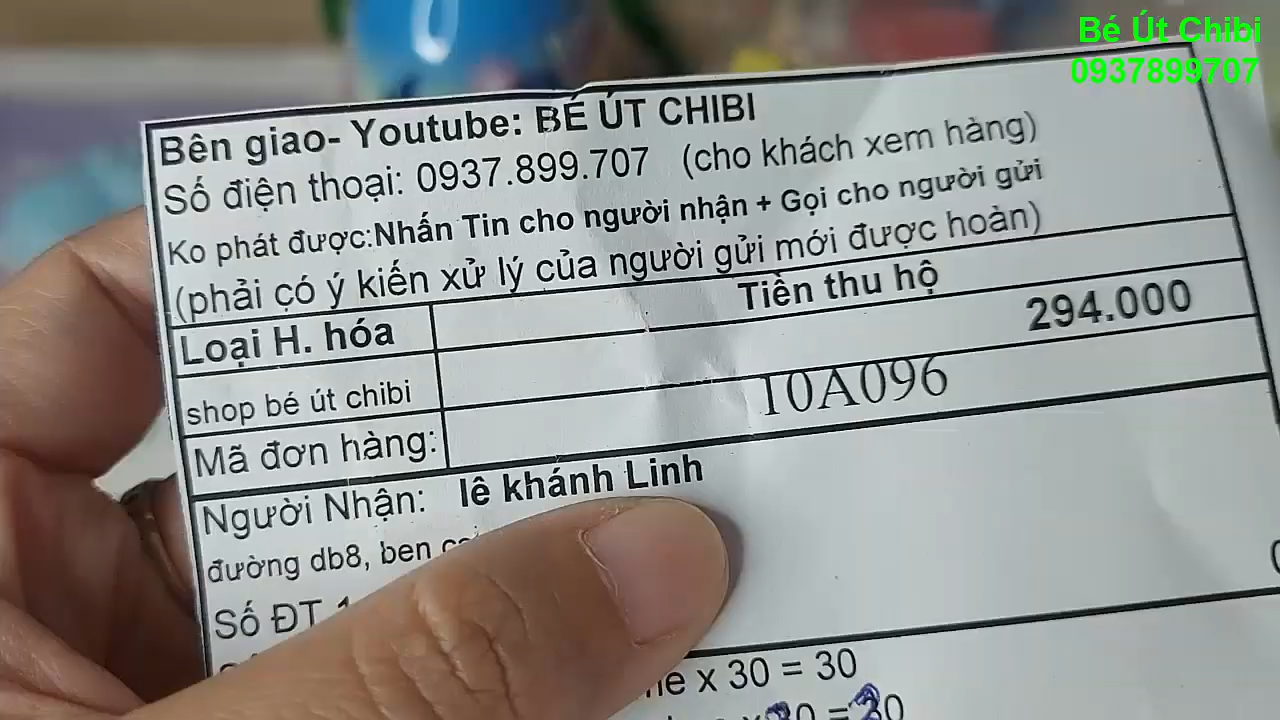 Bé Út Chibi
0937899707
Bên giao- Youtube: BÉ ÚT CHIBI
Số điện thoại: 0937.899.707 (cho khách xem hàng)
Ko phát được:Nhấn Tin cho người nhận + Gọi cho người gửi
(phải có ý kiến xử lý của người gửi mới được hoàn)
Loại H. hóa Tiền thu hộ
shop bé út chibi 294.000
Mã đơn hàng: 10A096
Người Nhận: lê khánh Linh
đường db8, ben
Số ĐT
x 30 = 30